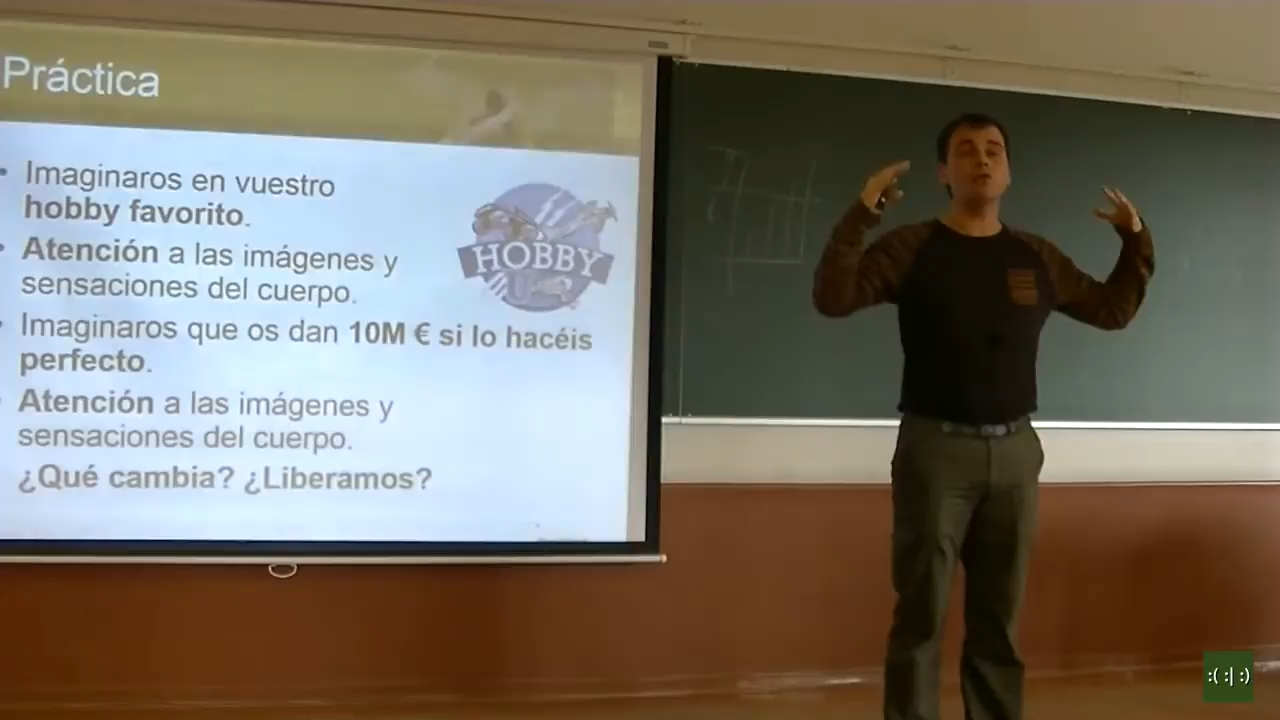 Práctica
• Imaginaros en vuestro
hobby favorito.
• Atención a las imágenes y
sensaciones del cuerpo.
• Imaginaros que os dan 10M € si lo hacéis
perfecto.
• Atención a las imágenes y
sensaciones del cuerpo.
¿Qué cambia? ¿Liberamos?
HOBBY
:( :| :)